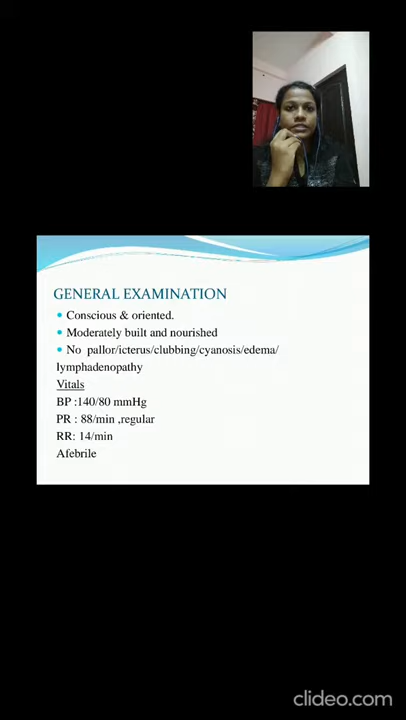 GENERAL EXAMINATION
Conscious & oriented.
Moderately built and nourished
No pallor/icterus/clubbing/cyanosis/edema/
lymphadenopathy
Vitals
BP :140/80 mmHg
PR : 88/min ,regular
RR: 14/min
Afebrile
clideo.com